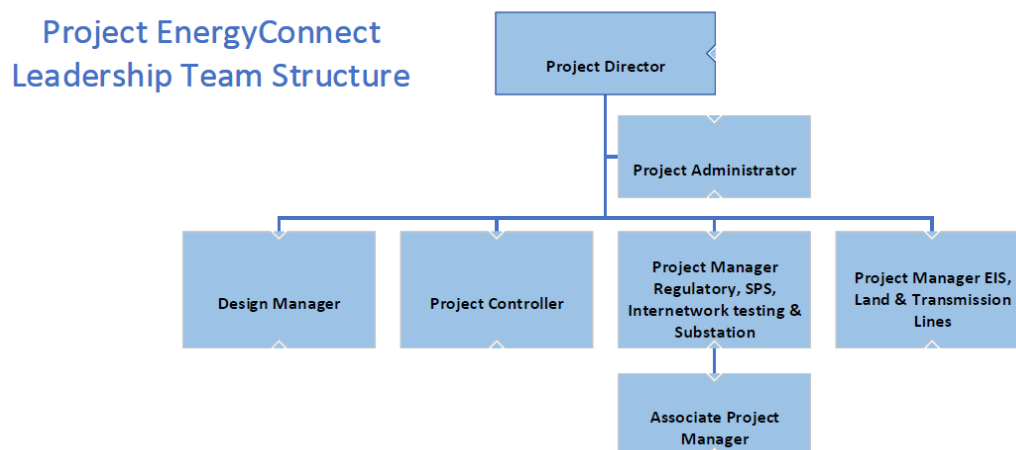 Project EnergyConnect
Leadership Team Structure
Project Director
Project Administrator
Design Manager
Project Controller
Project Manager
Regulatory, SPS,
Internetwork testing &
Substation
Project Manager EIS,
Land & Transmission
Lines
Associate Project
Manager